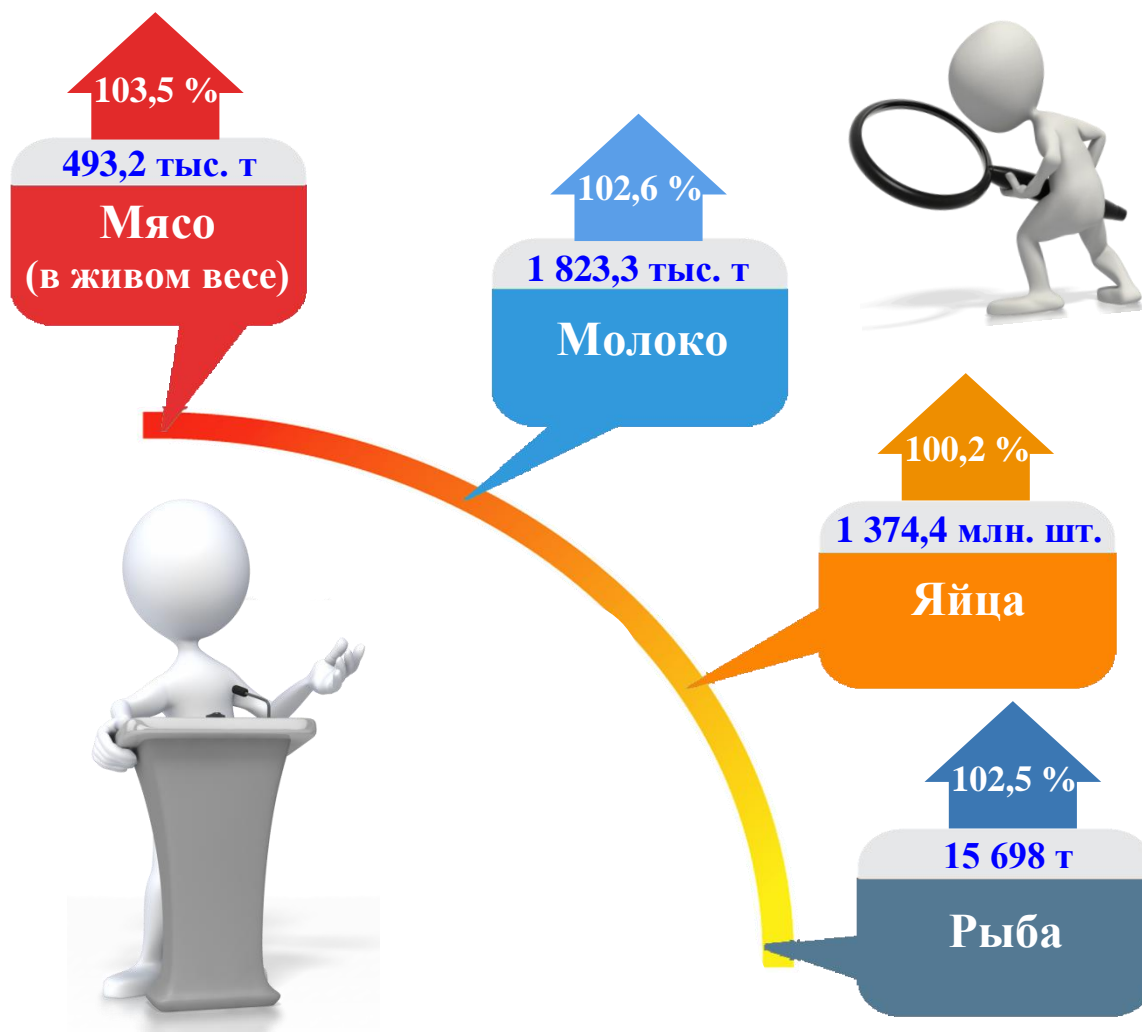 103,5 %
493,2 тыс. т
Мясо
(в живом весе)
102,6 %
1 823,3 тыс. т
Молоко
100,2 %
1 374,4 млн. шт.
Яйца
102,5 %
15 698 т
Рыба